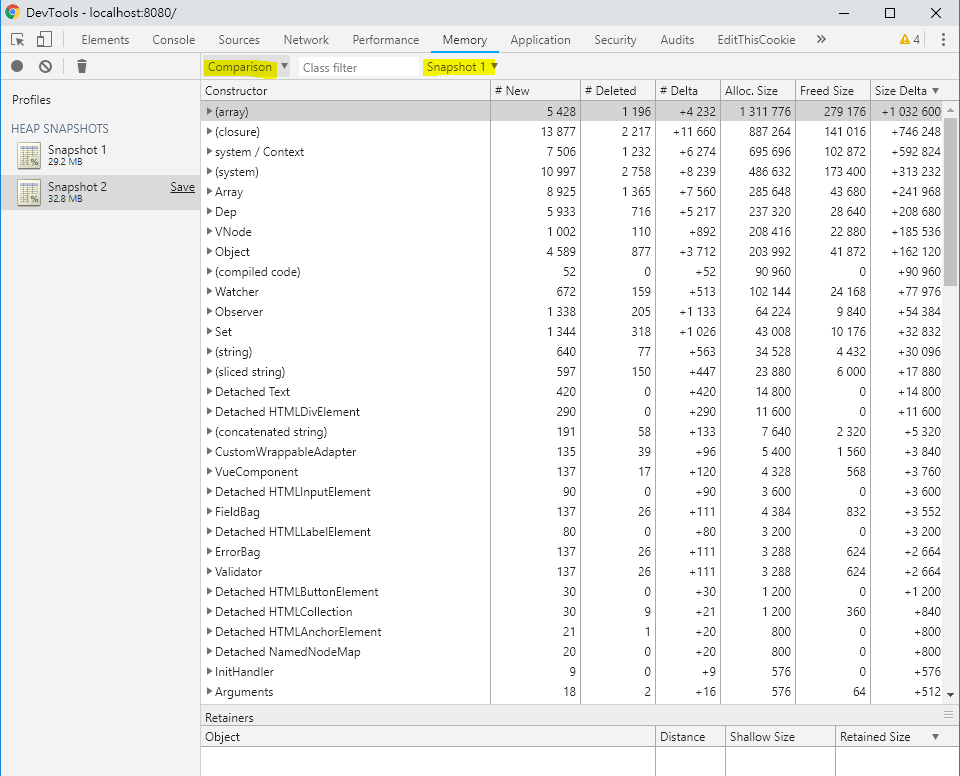 DevTools - localhost:8080/
Elements Console Sources Network Performance Memory Application Security Audits EditThisCookie » 4
Comparison Class filter Snapshot 1
Profiles
HEAP SNAPSHOTS
Snapshot 1
29.2 MB
Snapshot 2 Save
32.8 MB
Constructor # New # Deleted # Delta Alloc. Size Freed Size Size Delta
(array) 5 428 1 196 +4 232 1 311 776 279 176 +1 032 600
(closure) 13 877 2 217 +11 660 887 264 141 016 +746 248
system / Context 7 506 1 232 +6 274 695 696 102 872 +592 824
(system) 10 997 2 758 +8 239 486 632 173 400 +313 232
Array 8 925 1 365 +7 560 285 648 43 680 +241 968
Dep 5 933 716 +5 217 237 320 28 640 +208 680
VNode 1 002 110 +892 208 416 22 880 +185 536
Object 4 589 877 +3 712 203 992 41 872 +162 120
(compiled code) 52 0 +52 90 960 0 +90 960
Watcher 672 159 +513 102 144 24 168 +77 976
Observer 1 338 205 +1 133 64 224 9 840 +54 384
Set 1 344 318 +1 026 43 008 10 176 +32 832
(string) 640 77 +563 34 528 4 432 +30 096
(sliced string) 597 150 +447 23 880 6 000 +17 880
Detached Text 420 0 +420 14 800 0 +14 800
Detached HTMLDivElement 290 0 +290 11 600 0 +11 600
(concatenated string) 191 58 +133 7 640 2 320 +5 320
CustomWrappableAdapter 135 39 +96 5 400 1 560 +3 840
VueComponent 137 17 +120 4 328 568 +3 760
Detached HTMLInputElement 90 0 +90 3 600 0 +3 600
FieldBag 137 26 +111 4 384 832 +3 552
Detached HTMLLabelElement 80 0 +80 3 200 0 +3 200
ErrorBag 137 26 +111 3 288 624 +2 664
Validator 137 26 +111 3 288 624 +2 664
Detached HTMLButtonElement 30 0 +30 1 200 0 +1 200
Detached HTMLCollection 30 9 +21 1 200 360 +840
Detached HTMLAnchorElement 21 1 +20 800 0 +800
Detached NamedNodeMap 20 0 +20 800 0 +800
InitHandler 9 0 +9 576 0 +576
Arguments 18 2 +16 576 64 +512
Retainers
Object Distance Shallow Size Retained Size